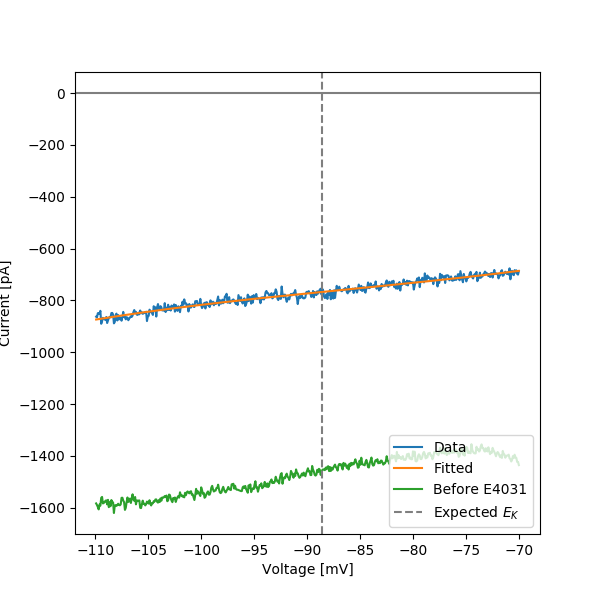 0
−200
−400
−600
−800
−1000
−1200
−1400
−1600
Current [pA]
−110 −105 −100 −95 −90 −85 −80 −75 −70
Voltage [mV]
Data
Fitted
Before E4031
Expected E_K